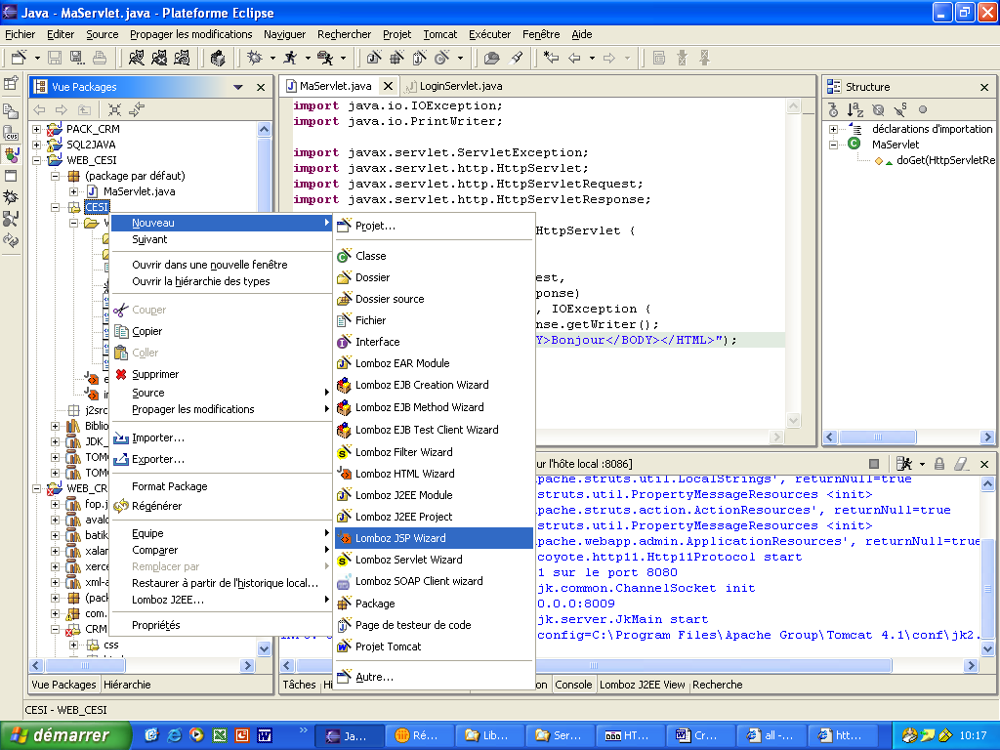 Java - MaServlet.java - Plateforme Eclipse
Fichier Editer Source Propager les modifications Naviguer Rechercher Projet Tomcat Exécuter Fenêtre Aide
Vue Packages
PACK_CRM
SQL2JAVA
WEB_CESI
(package par défaut)
MaServlet.java
CESI
j2src
Biblio
JDK_
TOMC
TOMC
WEB_CR
fop.j
avalo
batik
xalar
xerce
xml-a
(pack
com.
CRM
css
Vue Packages Hiérarchie
Nouveau
Suivant
Ouvrir dans une nouvelle fenêtre
Ouvrir la hiérarchie des types
Couper
Copier
Coller
Supprimer
Source
Propager les modifications
Importer...
Exporter...
Format Package
Régénérer
Equipe
Comparer
Remplacer par
Restaurer à partir de l'historique local...
Lomboz J2EE...
Propriétés
Projet...
Classe
Dossier
Dossier source
Fichier
Interface
Lomboz EAR Module
Lomboz EJB Creation Wizard
Lomboz EJB Method Wizard
Lomboz EJB Test Client Wizard
Lomboz Filter Wizard
Lomboz HTML Wizard
Lomboz J2EE Module
Lomboz J2EE Project
Lomboz JSP Wizard
Lomboz Servlet Wizard
Lomboz SOAP Client wizard
Package
Page de testeur de code
Projet Tomcat
Autre...
MaServlet.java LoginServlet.java
import java.io.IOException;
import java.io.PrintWriter;
import javax.servlet.ServletException;
import javax.servlet.http.HttpServlet;
import javax.servlet.http.HttpServletRequest;
import javax.servlet.http.HttpServletResponse;
HttpServlet {
est,
ponse)
, IOException {
nse.getWriter();
Y>Bonjour</BODY></HTML>");
Structure
déclarations d'importation
MaServlet
doGet(HttpServletRe
ur l'hôte local :8086]
pache.struts.util.LocalStrings', returnNull=true
struts.util.PropertyMessageResources <init>
pache.struts.action.ActionResources', returnNull=true
struts.util.PropertyMessageResources <init>
pache.webapp.admin.ApplicationResources', returnNull=true
coyote.http11.Http11Protocol start
1 sur le port 8080
jk.common.ChannelSocket init
0.0.0:8009
jk.server.JkMain start
config=C:\Program Files\Apache Group\Tomcat 4.1\conf\jk2.
Tâches Hi on Console Lomboz J2EE View Recherche
CESI - WEB_CESI
démarrer Ja... Ré... Lib... Ser... HT... Cr... all -... htt... 10:17